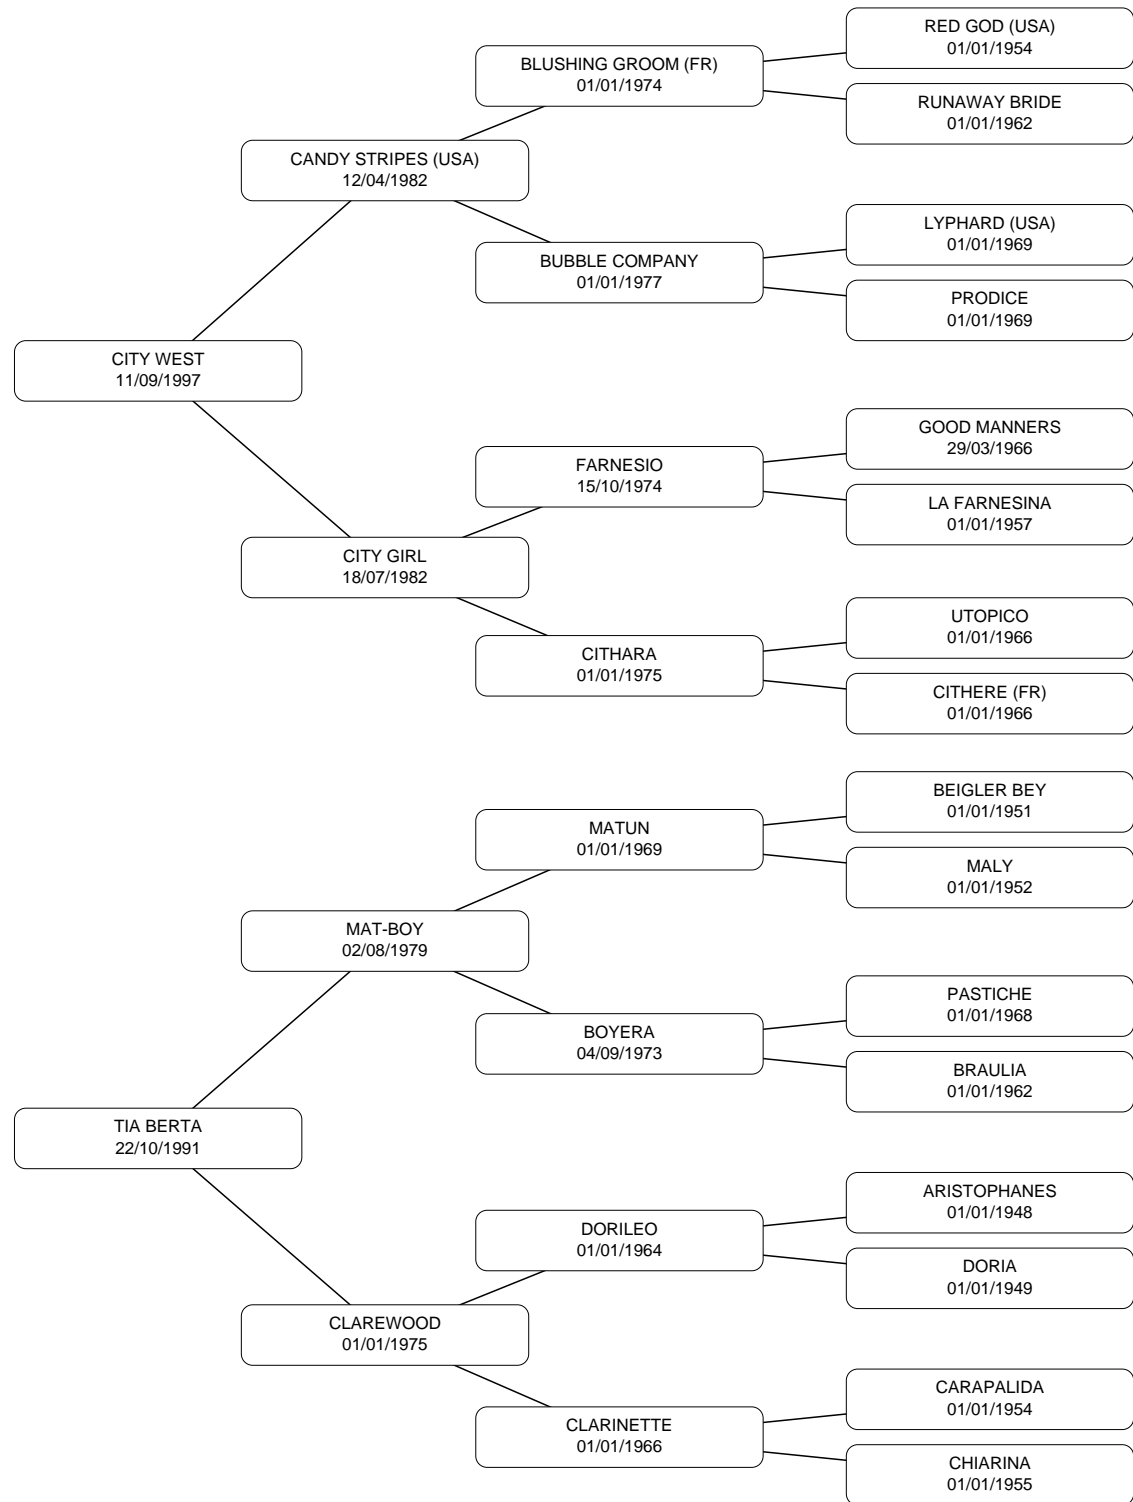 RED GOD (USA)
01/01/1954
BLUSHING GROOM (FR)
01/01/1974
RUNAWAY BRIDE
01/01/1962
CANDY STRIPES (USA)
12/04/1982
LYPHARD (USA)
01/01/1969
BUBBLE COMPANY
01/01/1977
PRODICE
01/01/1969
CITY WEST
11/09/1997
GOOD MANNERS
29/03/1966
FARNESIO
15/10/1974
LA FARNESINA
01/01/1957
CITY GIRL
18/07/1982
UTOPICO
01/01/1966
CITHARA
01/01/1975
CITHERE (FR)
01/01/1966
BEIGLER BEY
01/01/1951
MATUN
01/01/1969
MALY
01/01/1952
MAT-BOY
02/08/1979
PASTICHE
01/01/1968
BOYERA
04/09/1973
BRAULIA
01/01/1962
TIA BERTA
22/10/1991
ARISTOPHANES
01/01/1948
DORILEO
01/01/1964
DORIA
01/01/1949
CLAREWOOD
01/01/1975
CARAPALIDA
01/01/1954
CLARINETTE
01/01/1966
CHIARINA
01/01/1955